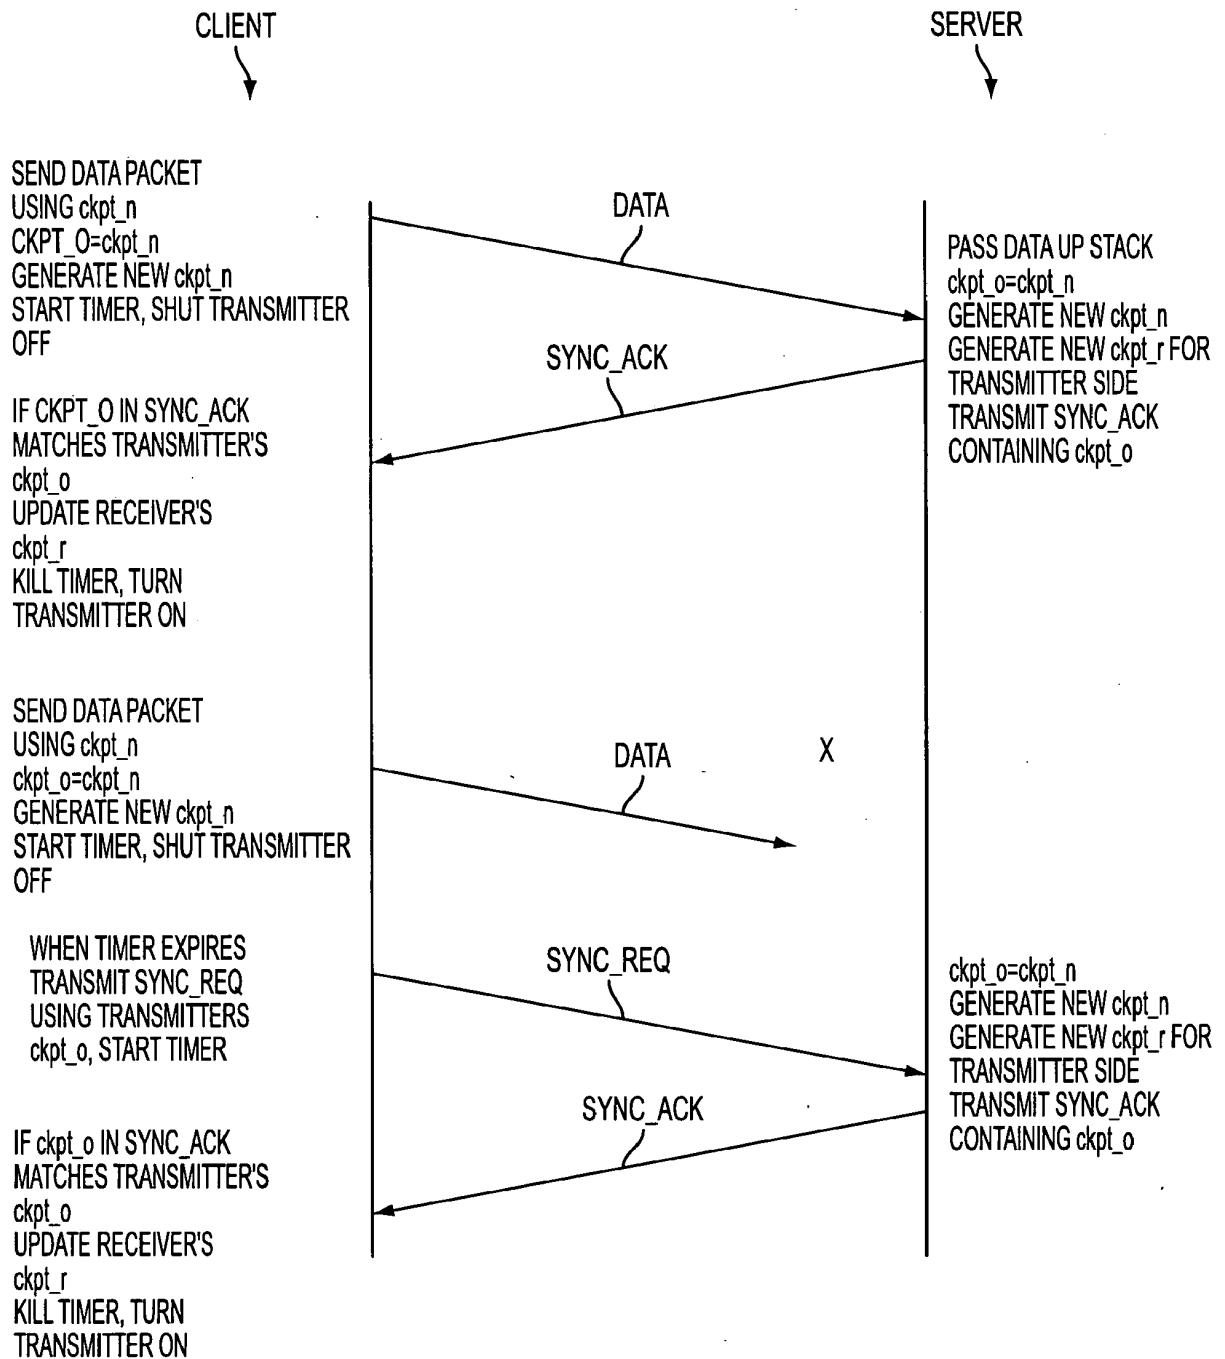 CLIENT
SERVER
SEND DATA PACKET
USING ckpt_n
CKPT_O=ckpt_n
GENERATE NEW ckpt_n
START TIMER, SHUT TRANSMITTER
OFF
DATA
PASS DATA UP STACK
ckpt_o=ckpt_n
GENERATE NEW ckpt_n
GENERATE NEW ckpt_r FOR
TRANSMITTER SIDE
TRANSMIT SYNC_ACK
CONTAINING ckpt_o
SYNC_ACK
IF CKPT_O IN SYNC_ACK
MATCHES TRANSMITTER'S
ckpt_o
UPDATE RECEIVER'S
ckpt_r
KILL TIMER, TURN
TRANSMITTER ON
SEND DATA PACKET
USING ckpt_n
ckpt_o=ckpt_n
GENERATE NEW ckpt_n
START TIMER, SHUT TRANSMITTER
OFF
DATA
X
WHEN TIMER EXPIRES
TRANSMIT SYNC_REQ
USING TRANSMITTERS
ckpt_o, START TIMER
SYNC_REQ
ckpt_o=ckpt_n
GENERATE NEW ckpt_n
GENERATE NEW ckpt_r FOR
TRANSMITTER SIDE
TRANSMIT SYNC_ACK
CONTAINING ckpt_o
SYNC_ACK
IF ckpt_o IN SYNC_ACK
MATCHES TRANSMITTER'S
ckpt_o
UPDATE RECEIVER'S
ckpt_r
KILL TIMER, TURN
TRANSMITTER ON